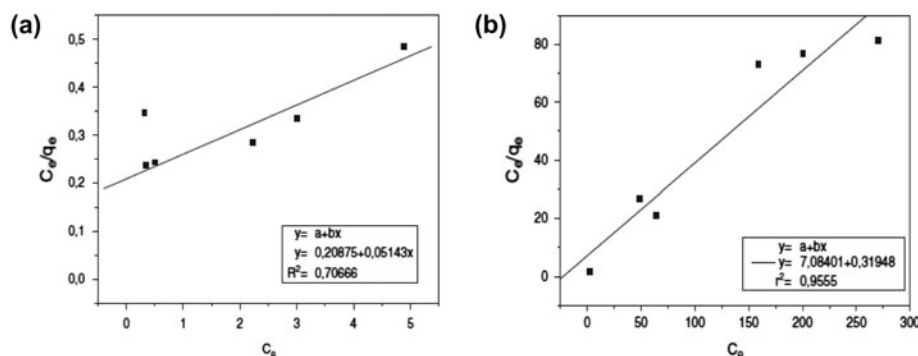 (a)
0,5
0,4
0,3
0,2
0,1
0,0
Ce/qe
y= a+bx
y= 0,20875+0,05143x
R²= 0,70666
0 1 2 3 4 5
Ce
(b)
80
60
40
20
0
Ce/qe
y= a+bx
y= 7,08401+0,31948
r²= 0,9555
0 50 100 150 200 250 300
Ce